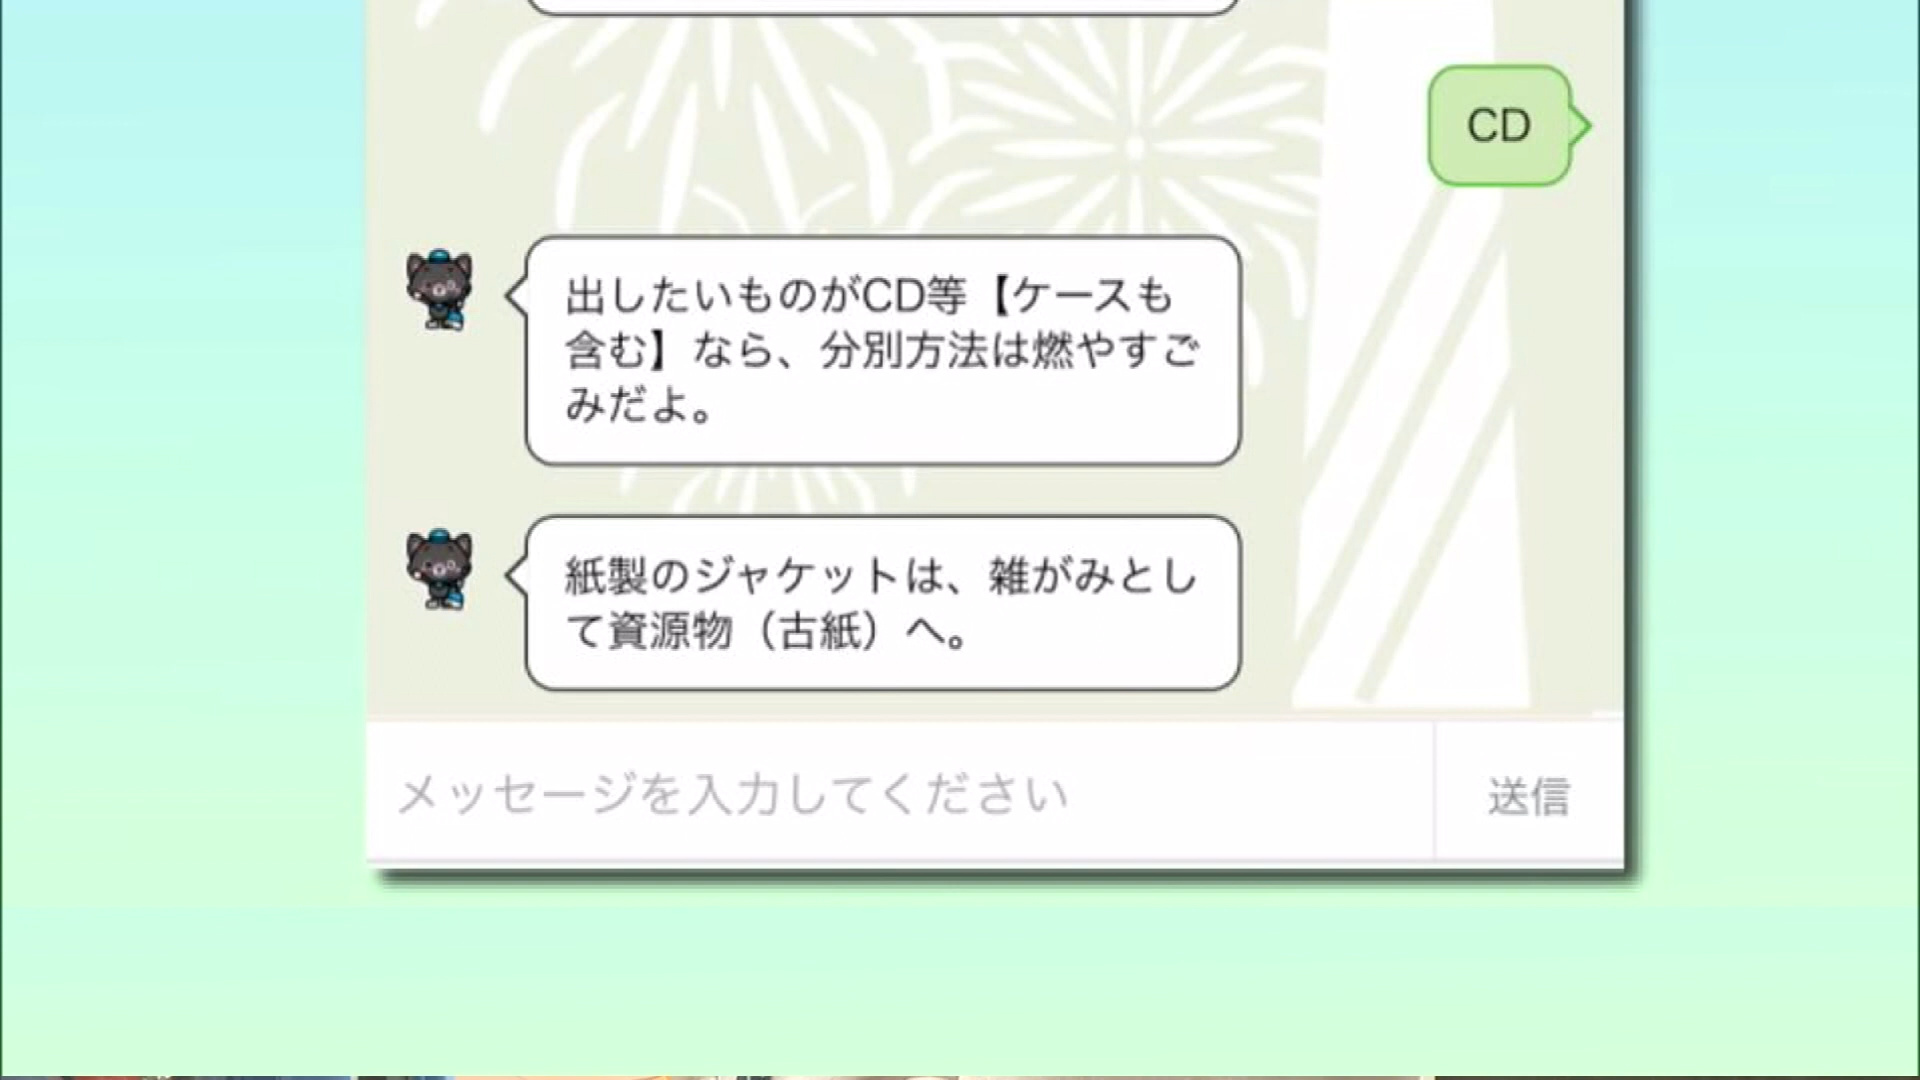 CD
出したいものがCD等【ケースも
含む】なら、分別方法は燃やすご
みだよ。
紙製のジャケットは、雑がみとし
て資源物（古紙）へ。
メッセージを入力してください
送信